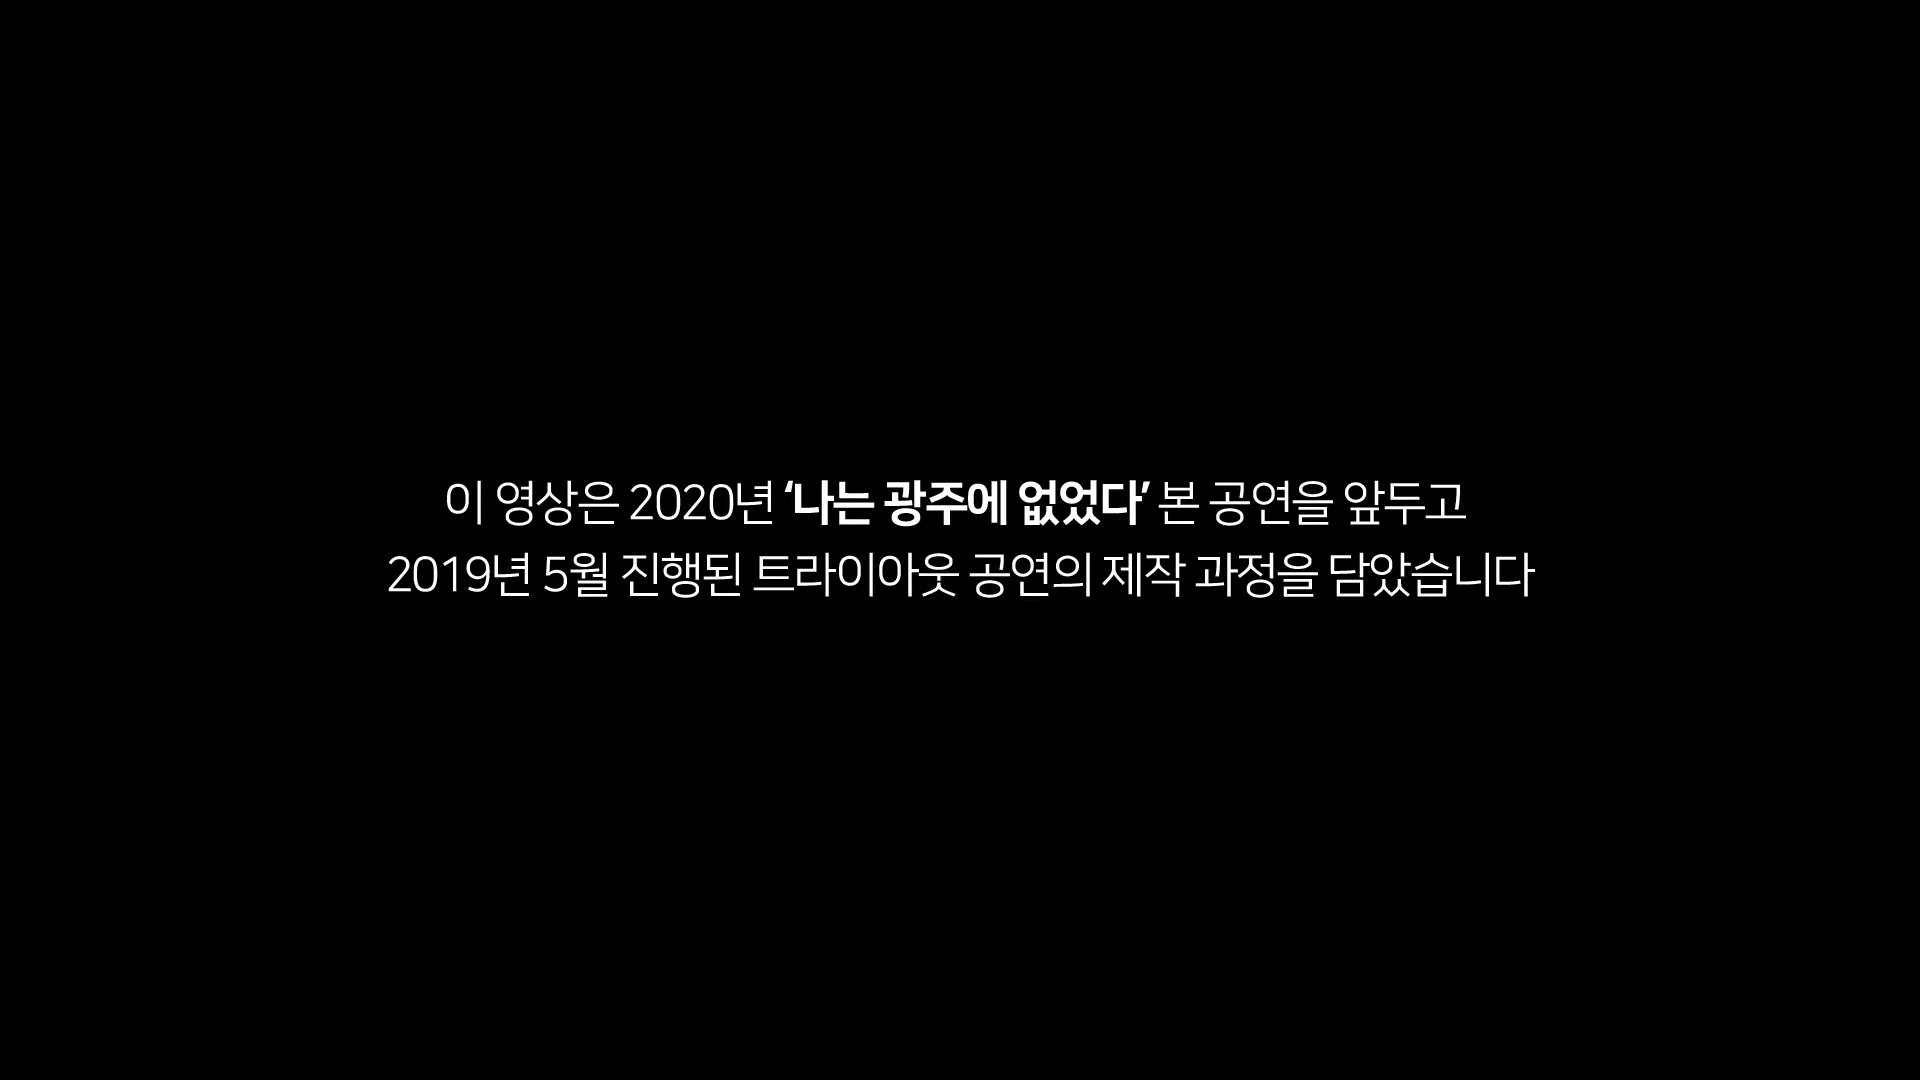 이 영상은 2020년 ‘나는 광주에 없었다’ 본 공연을 앞두고
2019년 5월 진행된 트라이아웃 공연의 제작 과정을 담았습니다